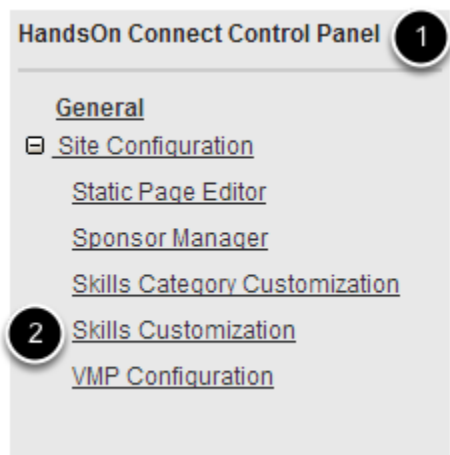 HandsOn Connect Control Panel 1
General
Site Configuration
Static Page Editor
Sponsor Manager
Skills Category Customization
2 Skills Customization
VMP Configuration